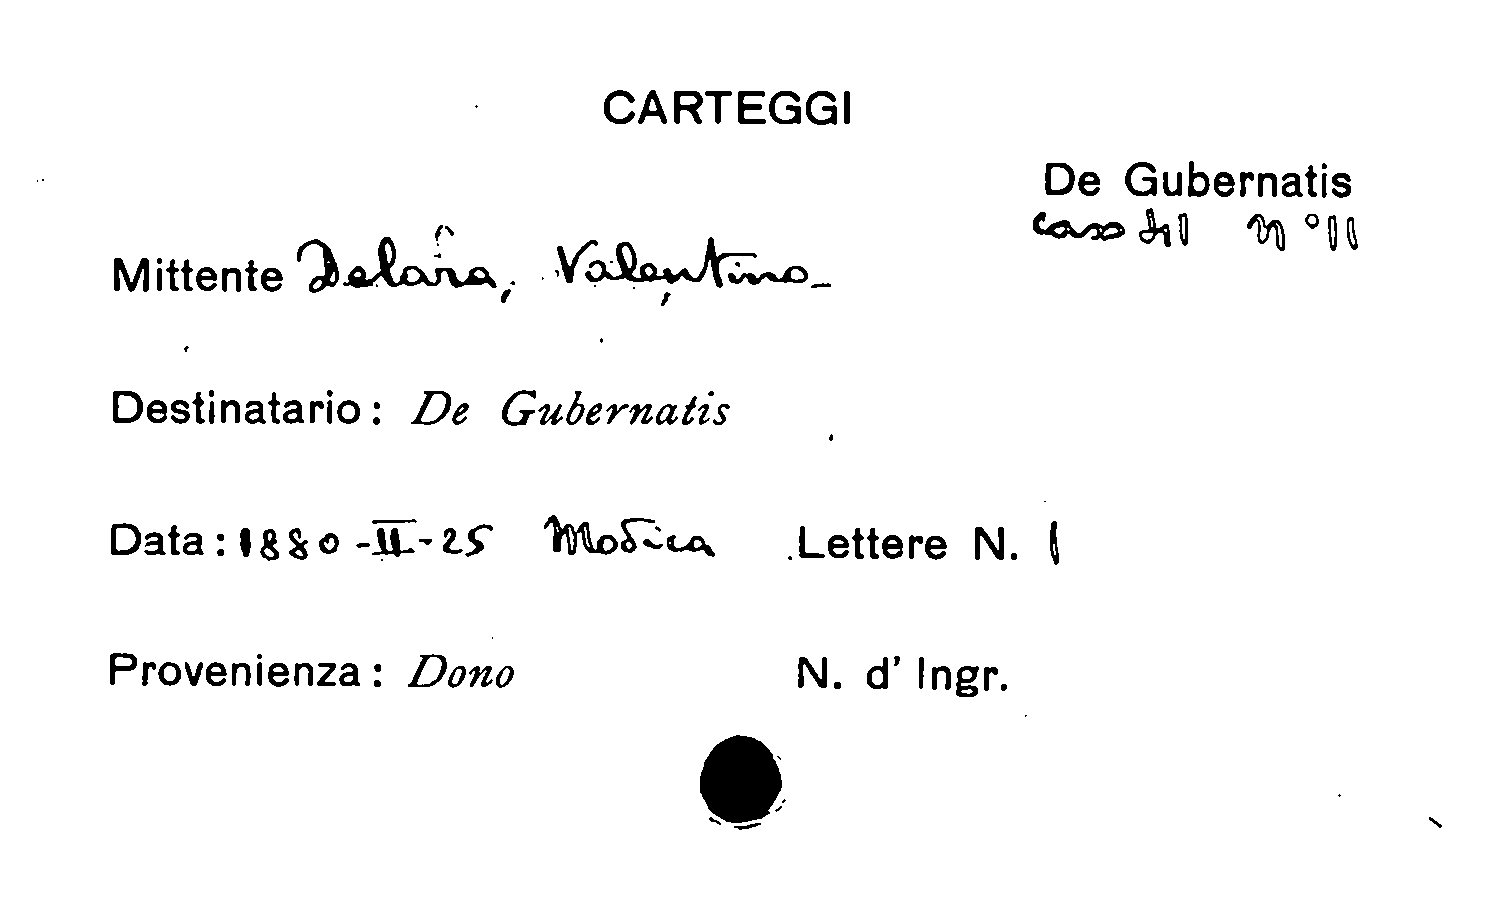 CARTEGGI
De Gubernatis
Cass 41 N° 11
Mittente Delara, Valentino
Destinatario: De Gubernatis
Data: 1880-II-25 Modica Lettere N. 1
Provenienza: Dono N. d' Ingr.